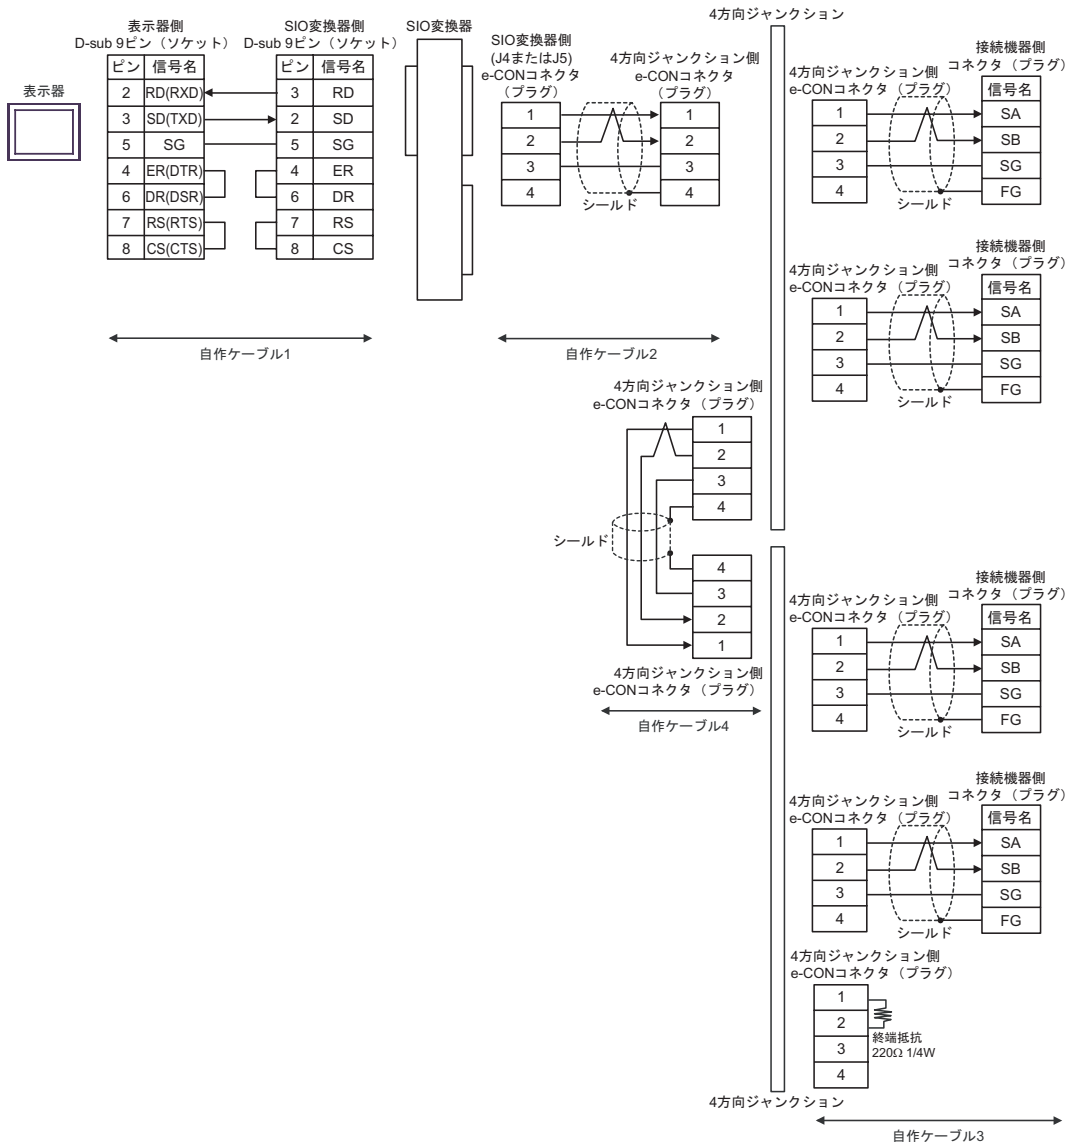 4方向ジャンクション
表示器
表示器側
D-sub 9ピン（ソケット）
ピン 信号名
2 RD(RXD)
3 SD(TXD)
5 SG
4 ER(DTR)
6 DR(DSR)
7 RS(RTS)
8 CS(CTS)
SIO変換器側
D-sub 9ピン（ソケット）
ピン 信号名
3 RD
2 SD
5 SG
4 ER
6 DR
7 RS
8 CS
自作ケーブル1
SIO変換器
SIO変換器側
(J4またはJ5)
e-CONコネクタ
（プラグ）
1
2
3
4
シールド
4方向ジャンクション側
e-CONコネクタ
（プラグ）
1
2
3
4
自作ケーブル2
4方向ジャンクション側
e-CONコネクタ（プラグ）
1
2
3
4
シールド
接続機器側
コネクタ（プラグ）
信号名
SA
SB
SG
FG
4方向ジャンクション側
e-CONコネクタ（プラグ）
1
2
3
4
シールド
接続機器側
コネクタ（プラグ）
信号名
SA
SB
SG
FG
4方向ジャンクション側
e-CONコネクタ（プラグ）
1
2
3
4
シールド
4
3
2
1
4方向ジャンクション側
e-CONコネクタ（プラグ）
自作ケーブル4
4方向ジャンクション側
e-CONコネクタ（プラグ）
1
2
3
4
シールド
接続機器側
コネクタ（プラグ）
信号名
SA
SB
SG
FG
4方向ジャンクション側
e-CONコネクタ（プラグ）
1
2
3
4
シールド
接続機器側
コネクタ（プラグ）
信号名
SA
SB
SG
FG
4方向ジャンクション側
e-CONコネクタ（プラグ）
1
2
3
4
終端抵抗
220Ω 1/4W
4方向ジャンクション
自作ケーブル3